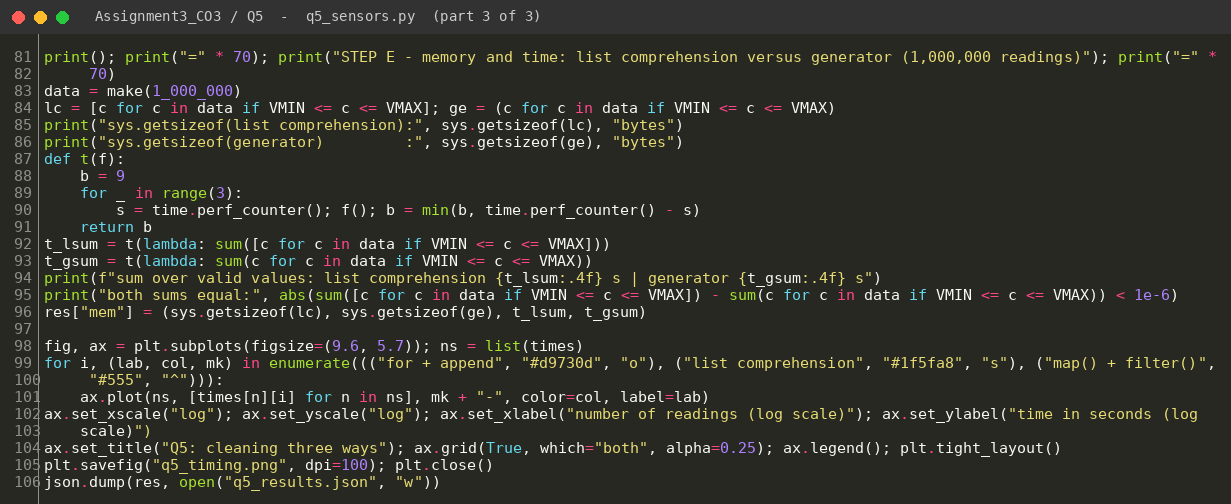 Assignment3_CO3 / Q5  -  q5_sensors.py  (part 3 of 3)
81 print(); print("=" * 70); print("STEP E - memory and time: list comprehension versus generator (1,000,000 readings)"); print("=" *
82      70)
83 data = make(1_000_000)
84 lc = [c for c in data if VMIN <= c <= VMAX]; ge = (c for c in data if VMIN <= c <= VMAX)
85 print("sys.getsizeof(list comprehension):", sys.getsizeof(lc), "bytes")
86 print("sys.getsizeof(generator)         :", sys.getsizeof(ge), "bytes")
87 def t(f):
88     b = 9
89     for _ in range(3):
90         s = time.perf_counter(); f(); b = min(b, time.perf_counter() - s)
91     return b
92 t_lsum = t(lambda: sum([c for c in data if VMIN <= c <= VMAX]))
93 t_gsum = t(lambda: sum(c for c in data if VMIN <= c <= VMAX))
94 print(f"sum over valid values: list comprehension {t_lsum:.4f} s | generator {t_gsum:.4f} s")
95 print("both sums equal:", abs(sum([c for c in data if VMIN <= c <= VMAX]) - sum(c for c in data if VMIN <= c <= VMAX)) < 1e-6)
96 res["mem"] = (sys.getsizeof(lc), sys.getsizeof(ge), t_lsum, t_gsum)
97
98 fig, ax = plt.subplots(figsize=(9.6, 5.7)); ns = list(times)
99 for i, (lab, col, mk) in enumerate((("for + append", "#d9730d", "o"), ("list comprehension", "#1f5fa8", "s"), ("map() + filter()",
100      "#555", "^"))):
101     ax.plot(ns, [times[n][i] for n in ns], mk + "-", color=col, label=lab)
102 ax.set_xscale("log"); ax.set_yscale("log"); ax.set_xlabel("number of readings (log scale)"); ax.set_ylabel("time in seconds (log
103     scale)")
104 ax.set_title("Q5: cleaning three ways"); ax.grid(True, which="both", alpha=0.25); ax.legend(); plt.tight_layout()
105 plt.savefig("q5_timing.png", dpi=100); plt.close()
106 json.dump(res, open("q5_results.json", "w"))